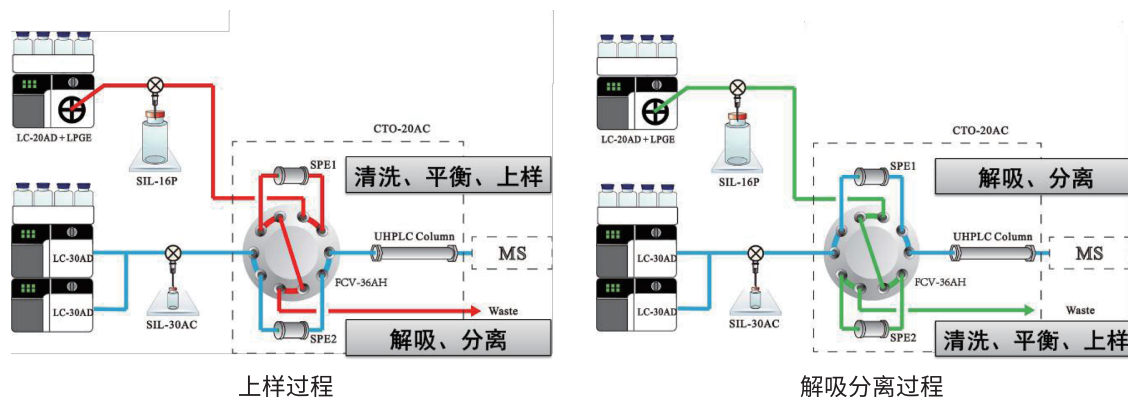 LC-20AD+LPGE
SIL-16P
CTO-20AC
SPE1
清洗、平衡、上样
UHPLC Column
MS
LC-30AD
LC-30AD
SIL-30AC
FCV-36AH
Waste
SPE2
解吸、分离
上样过程
LC-20AD+LPGE
SIL-16P
CTO-20AC
SPE1
解吸、分离
UHPLC Column
MS
LC-30AD
LC-30AD
SIL-30AC
FCV-36AH
Waste
SPE2
清洗、平衡、上样
解吸分离过程